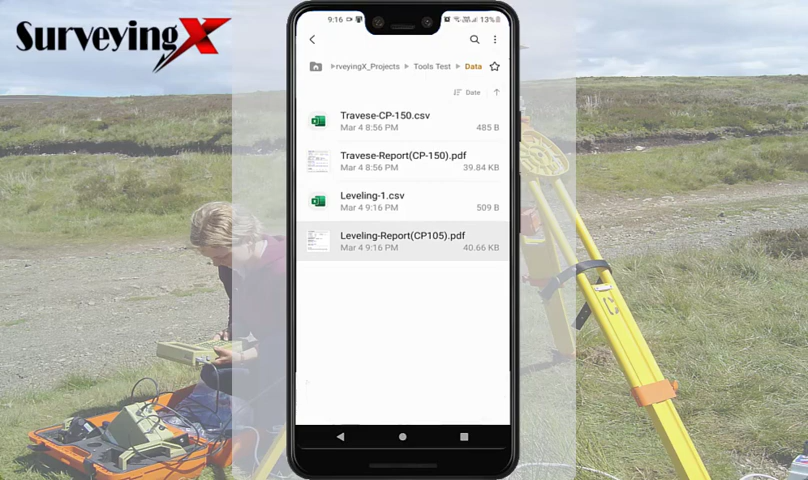 SurveyingX
9:16
13%
rveyingX_Projects
Tools Test
Data
Date
Travese-CP-150.csv
Mar 4 8:56 PM
485 B
Travese-Report(CP-150).pdf
Mar 4 8:56 PM
39.84 KB
Leveling-1.csv
Mar 4 9:16 PM
509 B
Leveling-Report(CP105).pdf
Mar 4 9:16 PM
40.66 KB